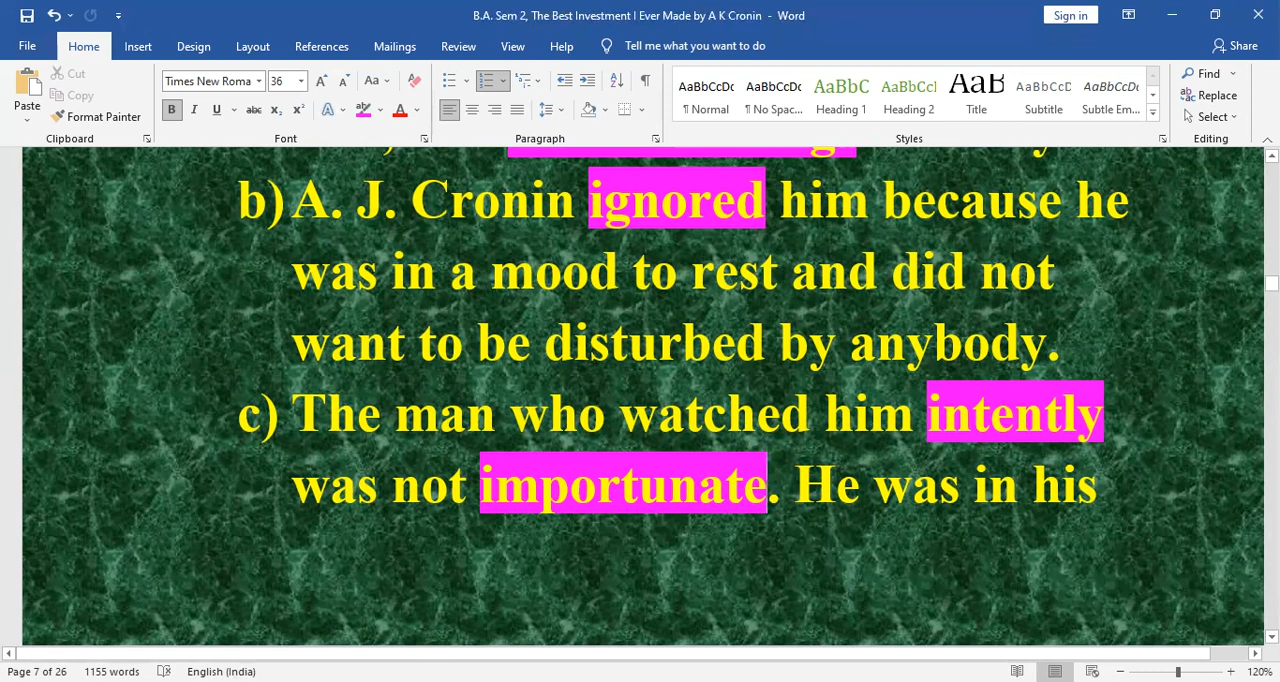 B.A. Sem 2, The Best Investment I Ever Made by A K Cronin - Word
Sign in
File Home Insert Design Layout References Mailings Review View Help Tell me what you want to do Share
Paste
Cut
Copy
Format Painter
Clipboard
Times New Roma 36
Font
Paragraph
AaBbCcDc AaBbCcDc AaBbC AaBbCc AaB AaBbCcD AaBbCcDc
¶ Normal ¶ No Spac... Heading 1 Heading 2 Title Subtitle Subtle Em...
Styles
Find
Replace
Select
Editing
b) A. J. Cronin ignored him because he
was in a mood to rest and did not
want to be disturbed by anybody.
c) The man who watched him intently
was not importunate. He was in his
Page 7 of 26 1155 words English (India) 120%